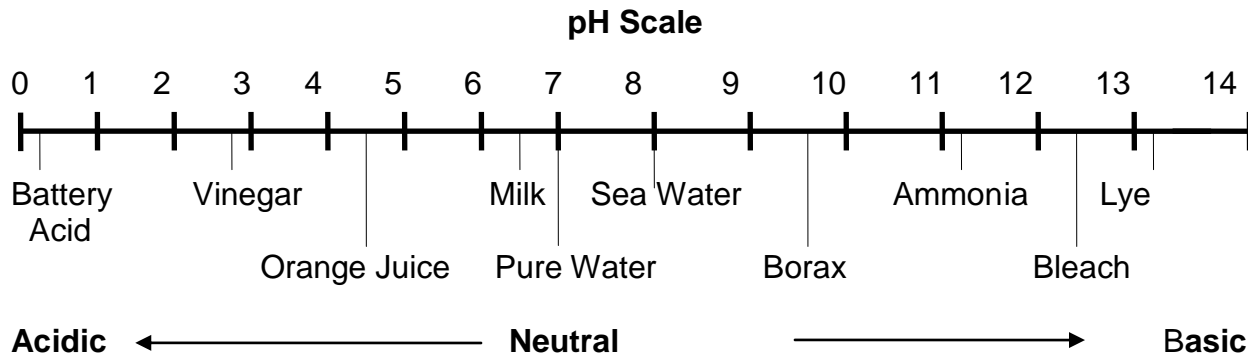 pH Scale
0 1 2 3 4 5 6 7 8 9 10 11 12 13 14
Battery Vinegar Milk Sea Water Ammonia Lye
Acid
Orange Juice Pure Water Borax Bleach
Acidic Neutral Basic